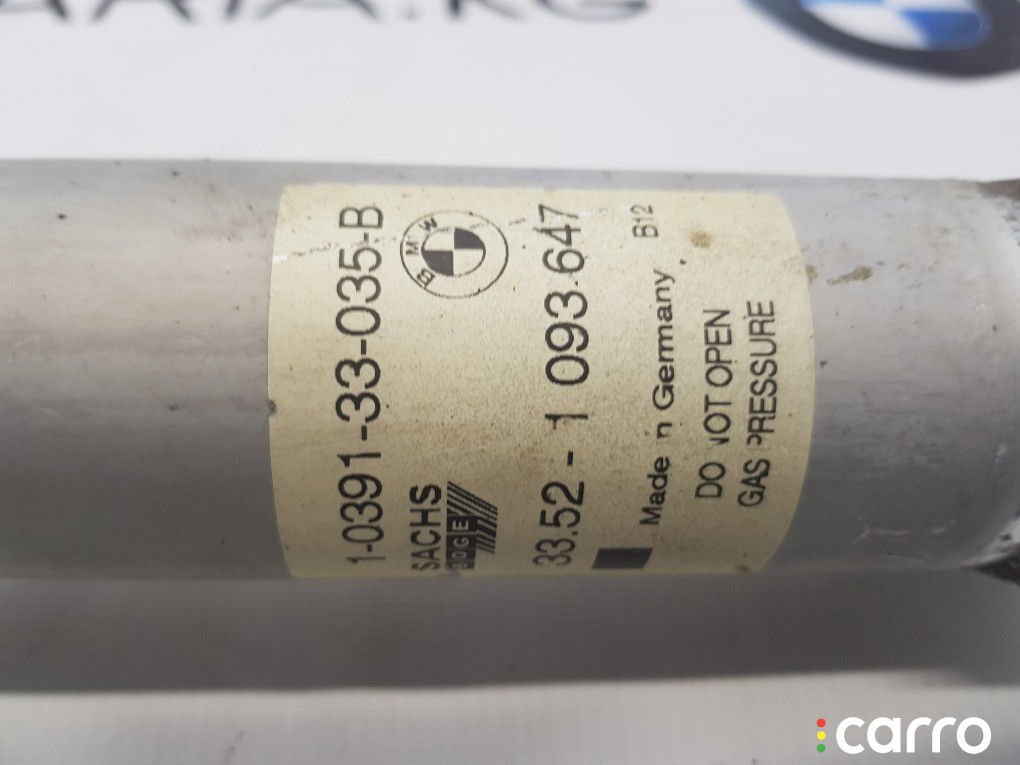 1-0391-33-035-B
SACHS
BOGE
BMW
33.52 - 1 093 647
Made in Germany
B12
DO NOT OPEN
GAS PRESSURE
carro